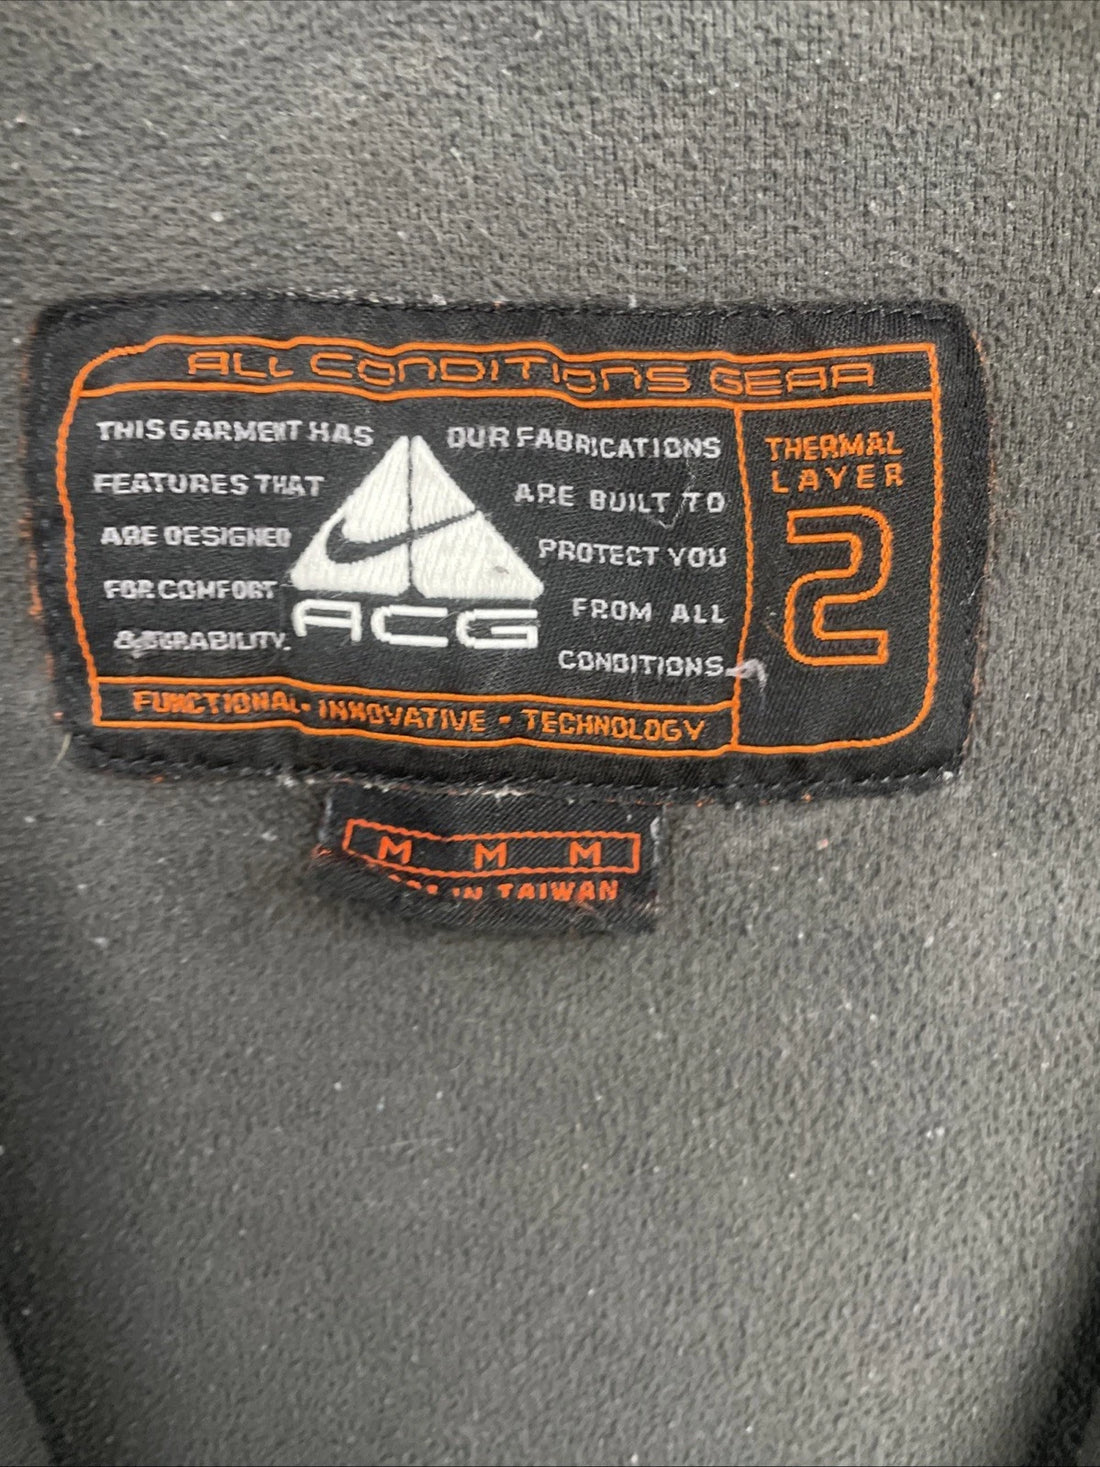 ALL CONDITIONS GEAR
THIS GARMENT HAS
FEATURES THAT
ARE DESIGNED
FOR COMFORT
& DURABILITY.
ACG
OUR FABRICATIONS
ARE BUILT TO
PROTECT YOU
FROM ALL
CONDITIONS
THERMAL
LAYER
2
FUNCTIONAL - INNOVATIVE - TECHNOLOGY
M M M
IN TAIWAN